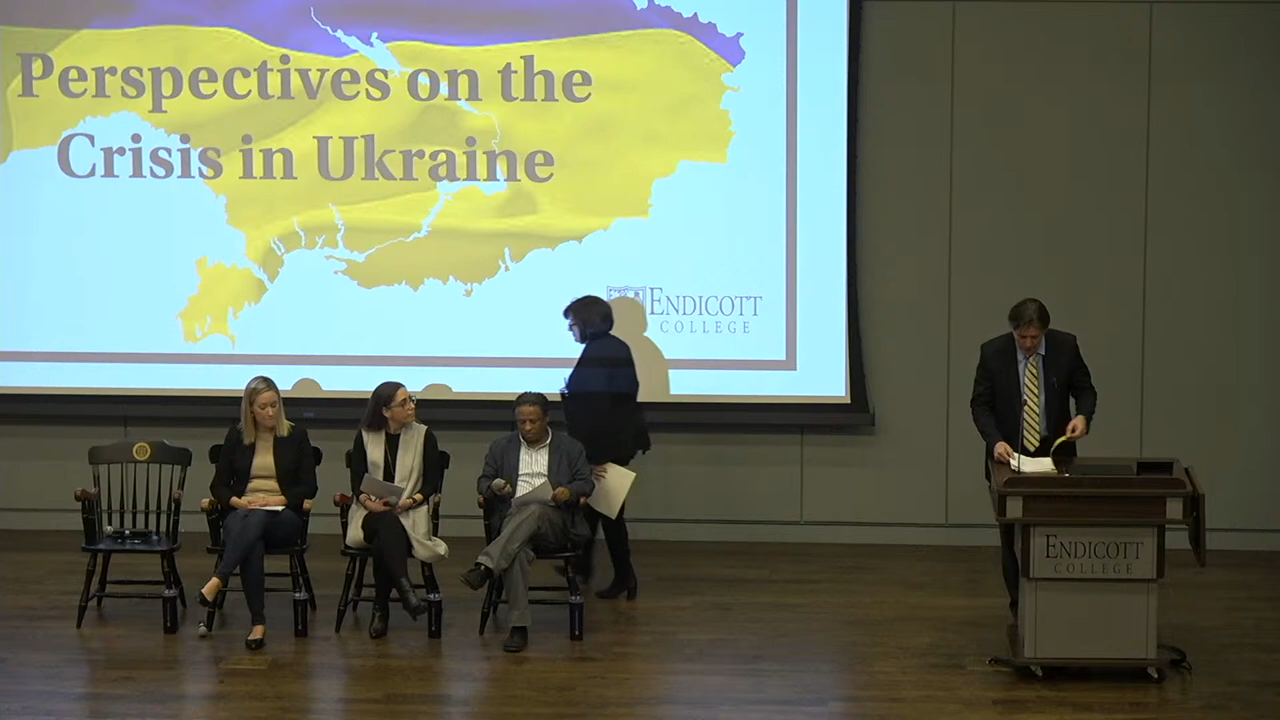 Perspectives on the
Crisis in Ukraine
ENDICOTT
COLLEGE
ENDICOTT
COLLEGE